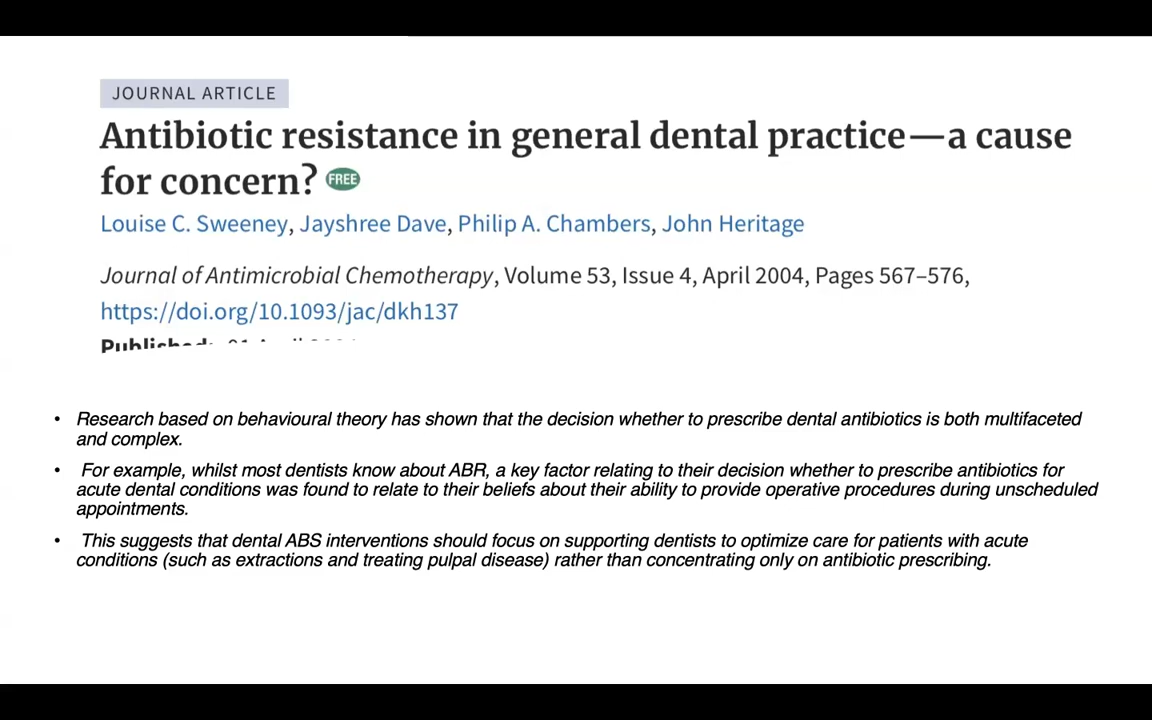 JOURNAL ARTICLE
Antibiotic resistance in general dental practice—a cause
for concern? FREE
Louise C. Sweeney, Jayshree Dave, Philip A. Chambers, John Heritage
Journal of Antimicrobial Chemotherapy, Volume 53, Issue 4, April 2004, Pages 567–576,
https://doi.org/10.1093/jac/dkh137
• Research based on behavioural theory has shown that the decision whether to prescribe dental antibiotics is both multifaceted
and complex.
• For example, whilst most dentists know about ABR, a key factor relating to their decision whether to prescribe antibiotics for
acute dental conditions was found to relate to their beliefs about their ability to provide operative procedures during unscheduled
appointments.
• This suggests that dental ABS interventions should focus on supporting dentists to optimize care for patients with acute
conditions (such as extractions and treating pulpal disease) rather than concentrating only on antibiotic prescribing.